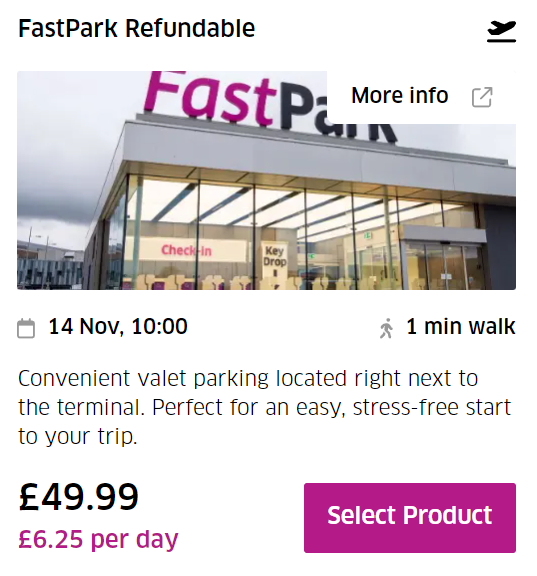 FastPark Refundable
FastPark
More info
Check-in
Key
Drop
14 Nov, 10:00
1 min walk
Convenient valet parking located right next to
the terminal. Perfect for an easy, stress-free start
to your trip.
£49.99
£6.25 per day
Select Product